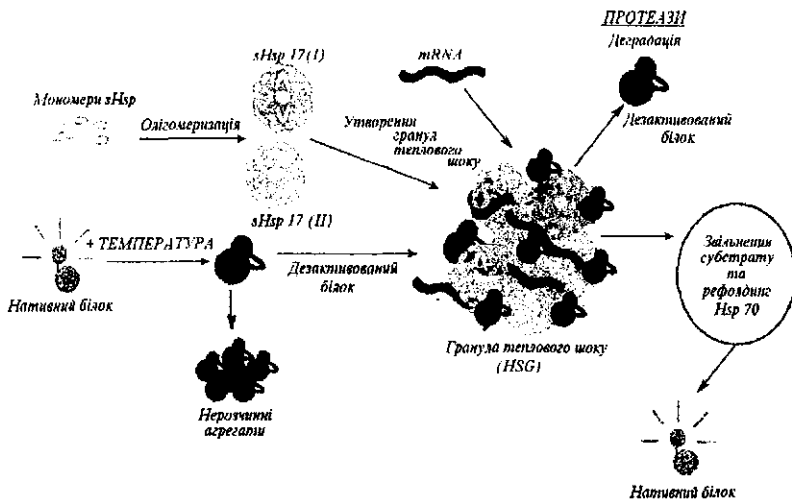 ПРОТЕАЗИ
Деградація
sHsp 17(I)
mRNA
Мономери sHsp
Олігомеризація
Утворення
гранул
теплового
шоку
Дезактивований
білок
sHsp 17 (II)
+ ТЕМПЕРАТУРА
Дезактивований
білок
Нативний білок
Звільнення
субстрату
та
рефолдинг
Hsp 70
Гранула теплового шоку
(HSG)
Нерозчинні
агрегати
Нативний білок